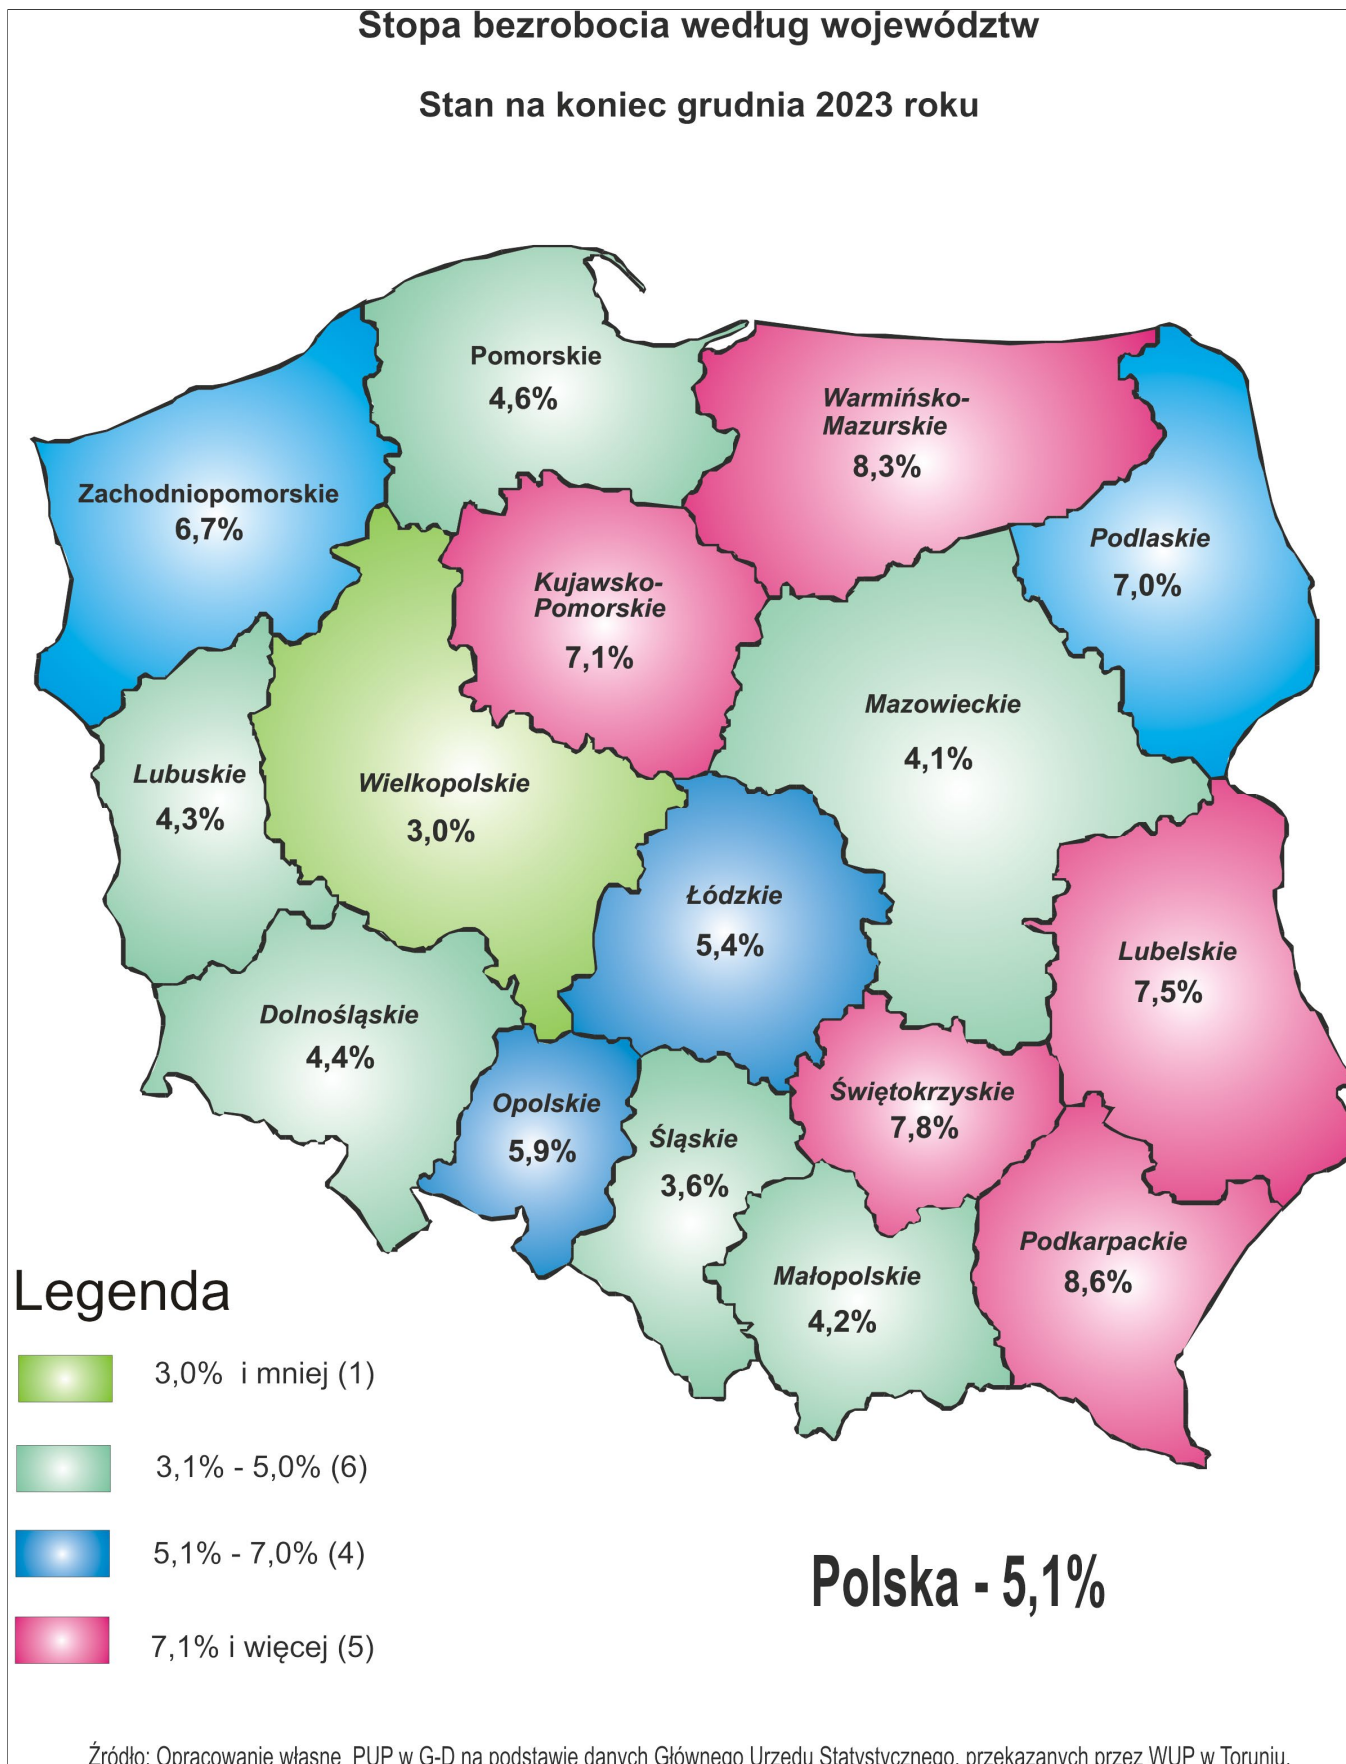 Stopa bezrobocia według województw
Stan na koniec grudnia 2023 roku
Pomorskie
4,6%
Warmińsko-
Mazurskie
8,3%
Zachodniopomorskie
6,7%
Podlaskie
7,0%
Kujawsko-
Pomorskie
7,1%
Mazowieckie
4,1%
Lubuskie
4,3%
Wielkopolskie
3,0%
Łódzkie
5,4%
Lubelskie
7,5%
Dolnośląskie
4,4%
Opolskie
5,9%
Śląskie
3,6%
Świętokrzyskie
7,8%
Podkarpackie
8,6%
Małopolskie
4,2%
Legenda
3,0% i mniej (1)
3,1% - 5,0% (6)
5,1% - 7,0% (4)
7,1% i więcej (5)
Polska - 5,1%
Źródło: Opracowanie własne PUP w G-D na podstawie danych Głównego Urzędu Statystycznego, przekazanych przez WUP w Toruniu.